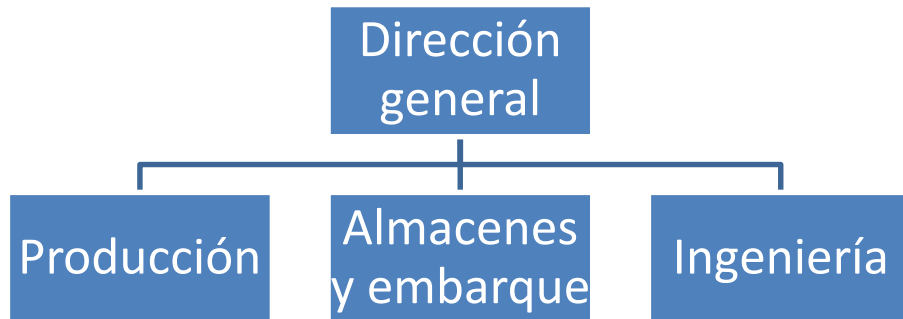 Dirección
general
Producción
Almacenes
y embarque
Ingeniería